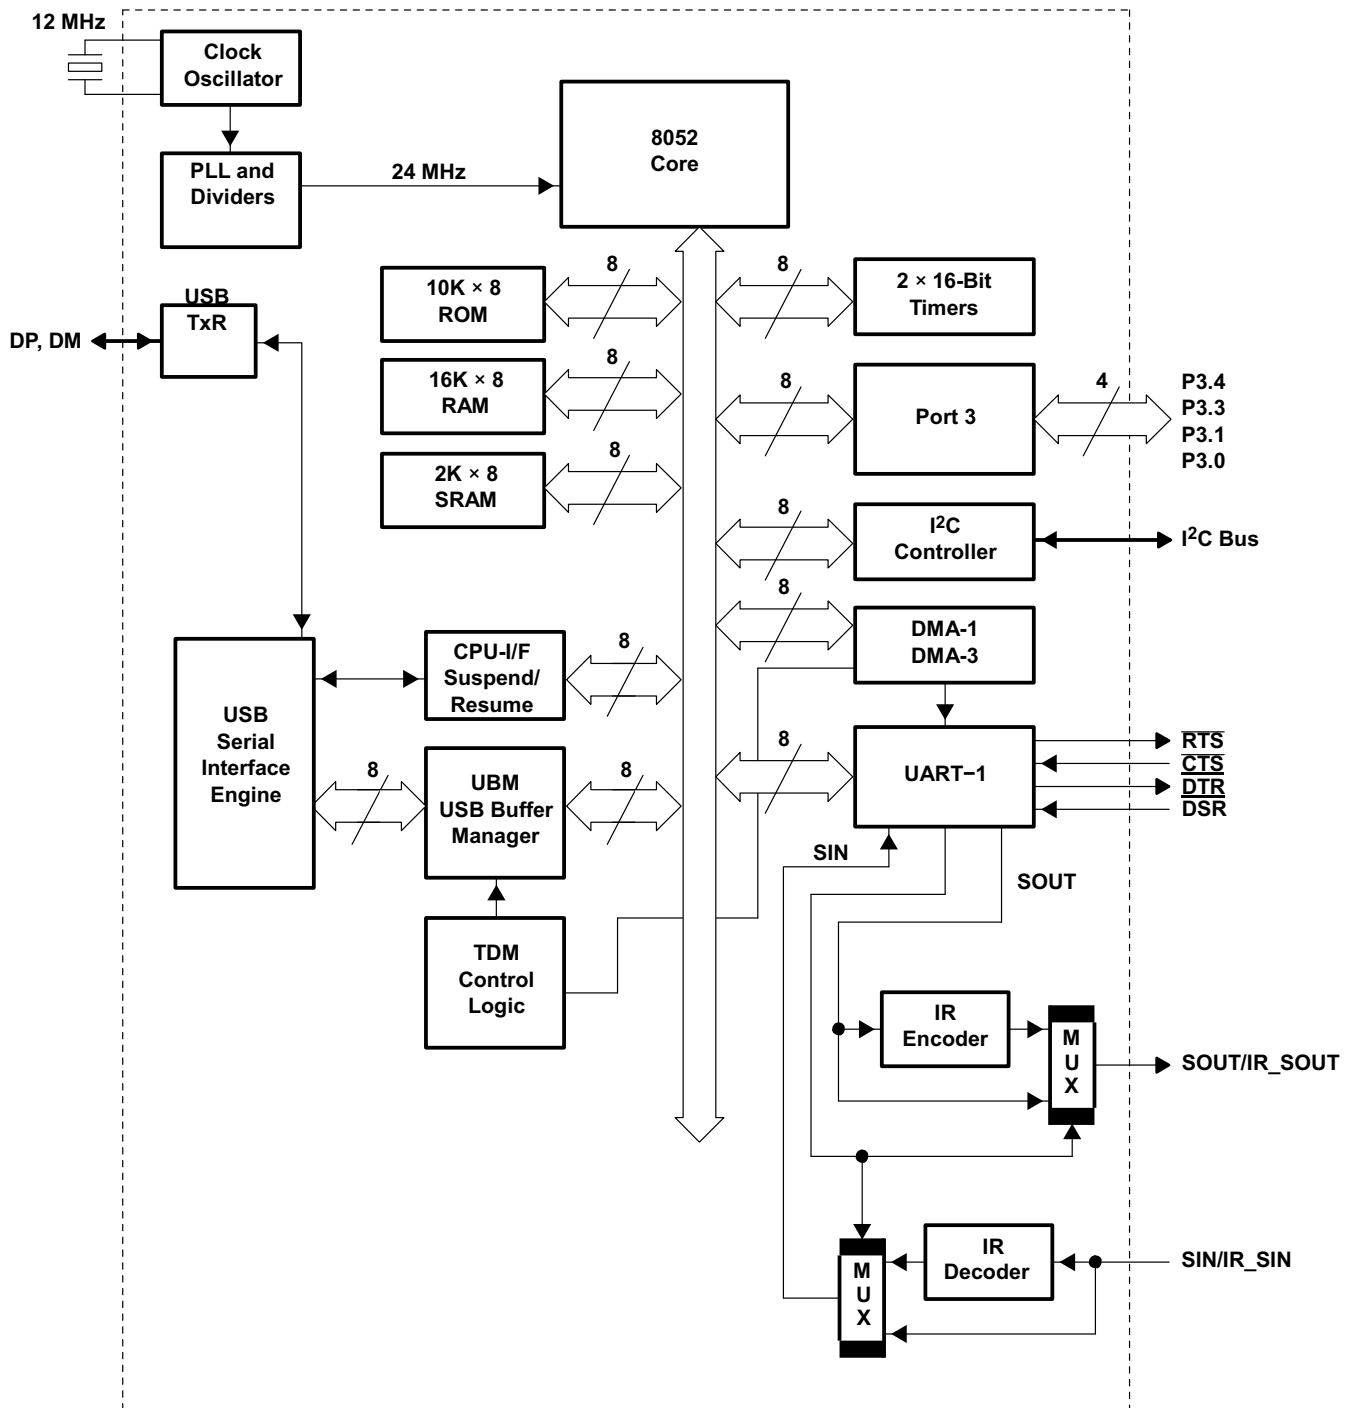 12 MHz
Clock
Oscillator
8052
Core
PLL and
Dividers
24 MHz
USB
TxR
DP, DM
10K × 8
ROM
8
8
2 × 16-Bit
Timers
16K × 8
RAM
8
8
Port 3
4
P3.4
P3.3
P3.1
P3.0
2K × 8
SRAM
8
8
I²C
Controller
I²C Bus
8
DMA-1
DMA-3
USB
Serial
Interface
Engine
CPU-I/F
Suspend/
Resume
8
8
UBM
USB Buffer
Manager
8
8
UART−1
RTS
CTS
DTR
DSR
SIN
SOUT
TDM
Control
Logic
IR
Encoder
M
U
X
SOUT/IR_SOUT
M
U
X
IR
Decoder
SIN/IR_SIN